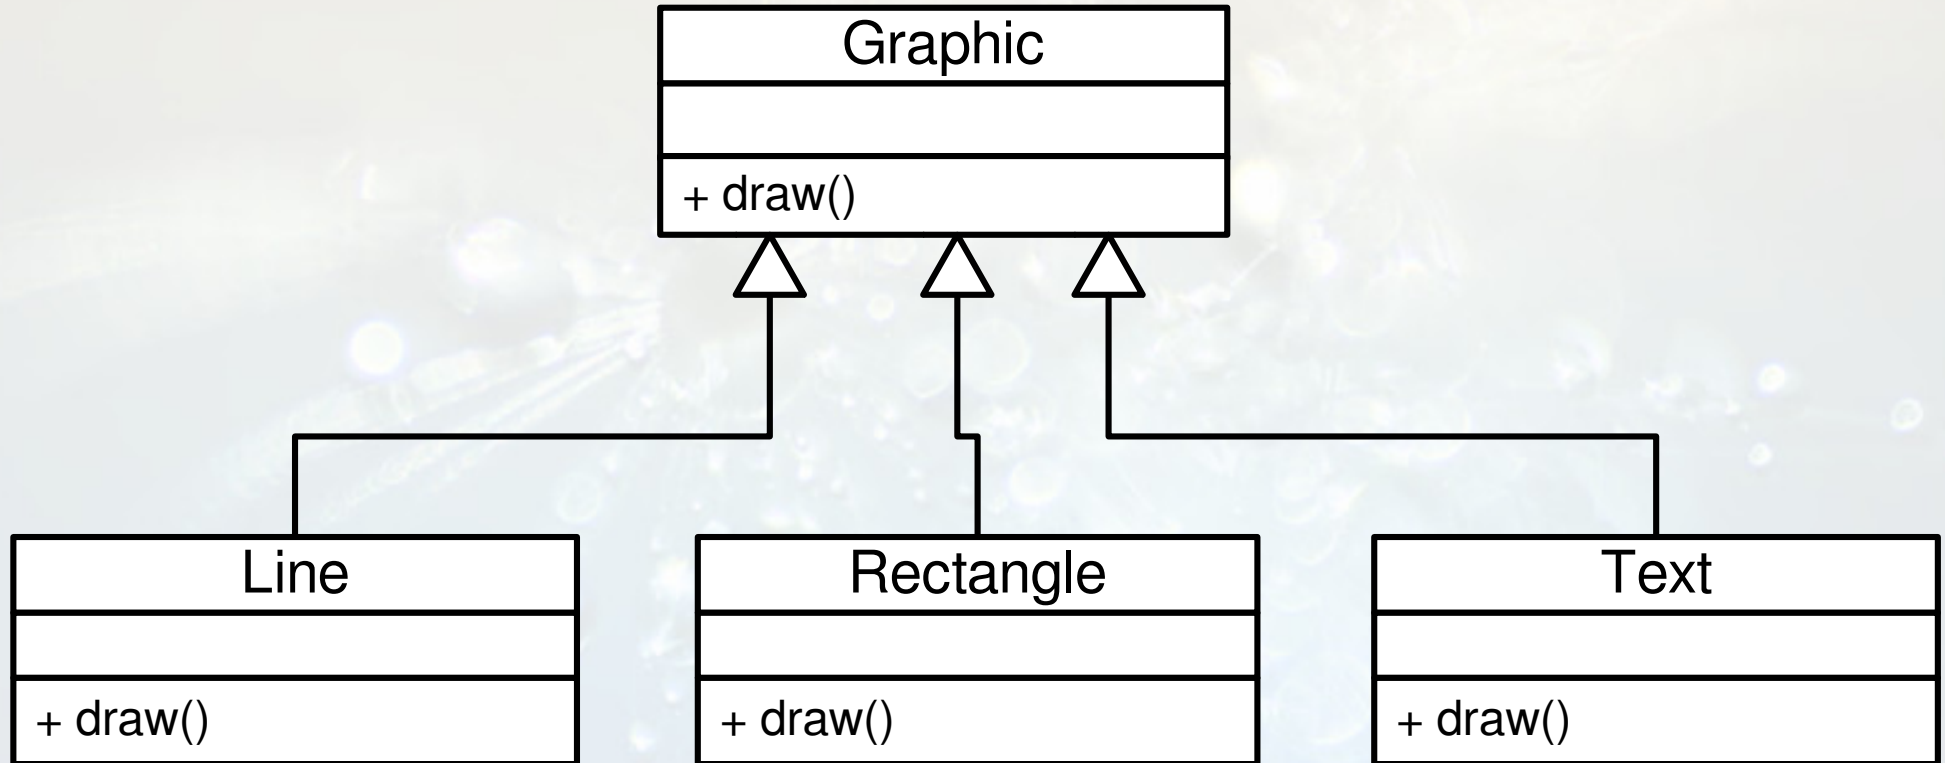 Graphic
+ draw()
Line
Rectangle
Text
+ draw()
+ draw()
+ draw()